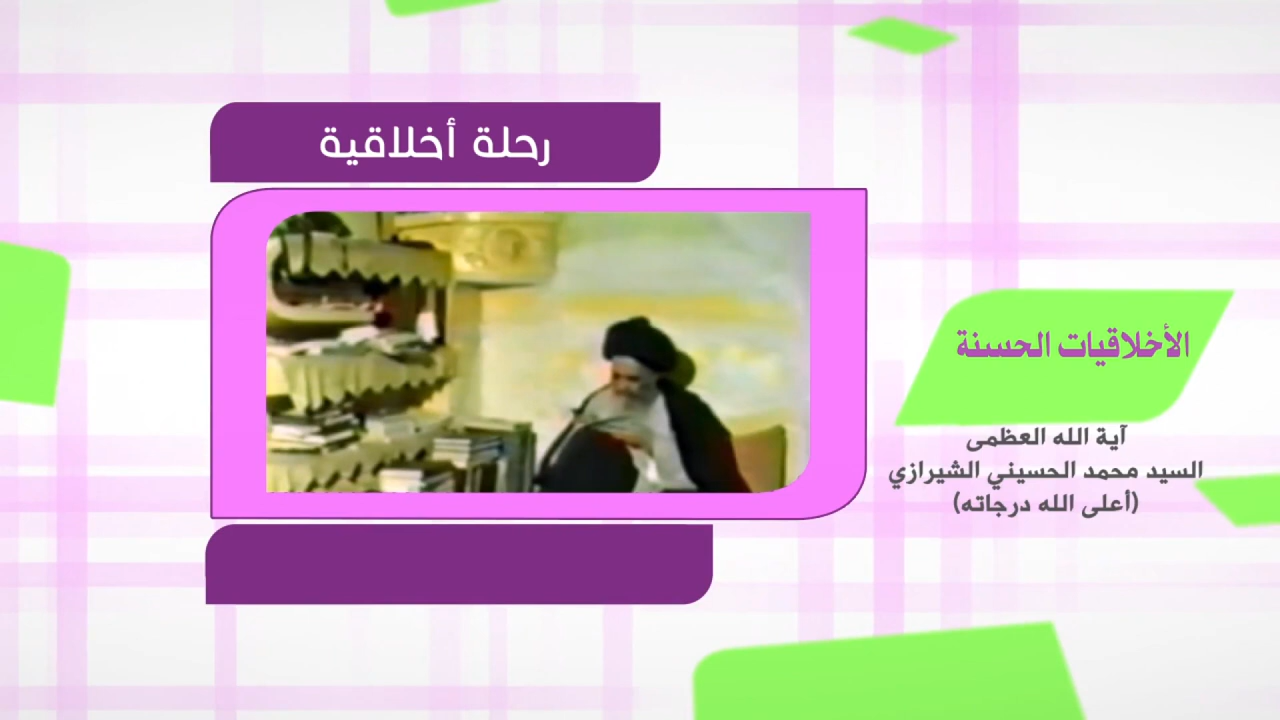 رحلة أخلاقية
الأخلاقيات الحسنة
آية الله العظمى
السيد محمد الحسيني الشيرازي
(أعلى الله درجاته)